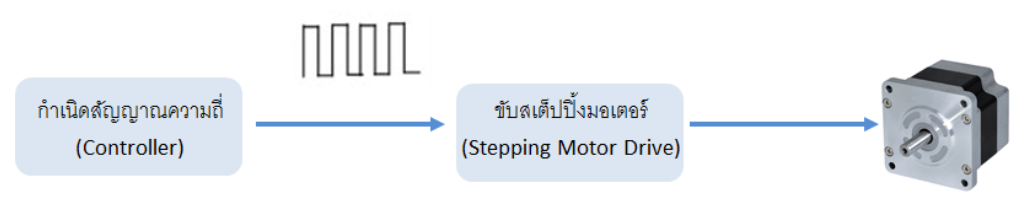 กำเนิดสัญญาณความถี่
(Controller)
ขับสเต็ปปิ้งมอเตอร์
(Stepping Motor Drive)